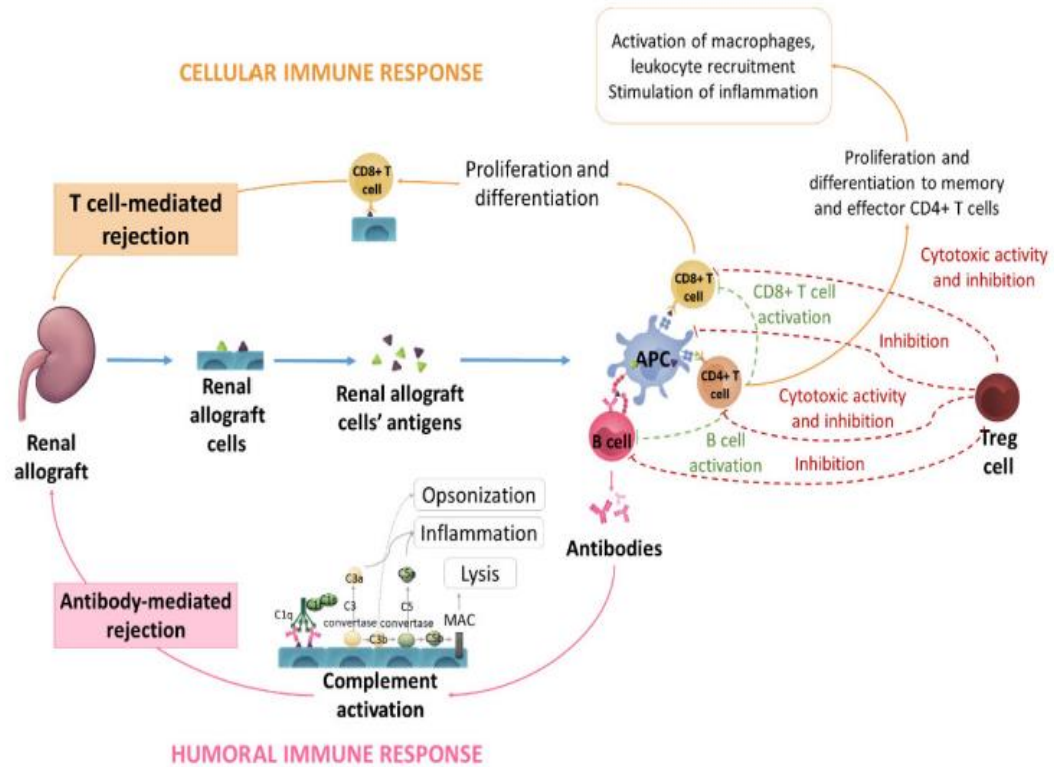 CELLULAR IMMUNE RESPONSE
Activation of macrophages,
leukocyte recruitment
Stimulation of inflammation
CD8+ T
cell
Proliferation and
differentiation
Proliferation and
differentiation to memory
and effector CD4+ T cells
T cell-mediated
rejection
Cytotoxic activity
and inhibition
CD8+ T
cell
CD8+ T cell
activation
Inhibition
APC
CD4+ T
cell
Renal
allograft
Renal
allograft
cells
Renal allograft
cells' antigens
Cytotoxic activity
and inhibition
Treg
cell
B cell
B cell
activation
Inhibition
Opsonization
Inflammation
Lysis
Antibodies
Antibody-mediated
rejection
C3a
C5a
C1q
C3
convertase
C5
convertase
MAC
C3b
C5b
Complement
activation
HUMORAL IMMUNE RESPONSE